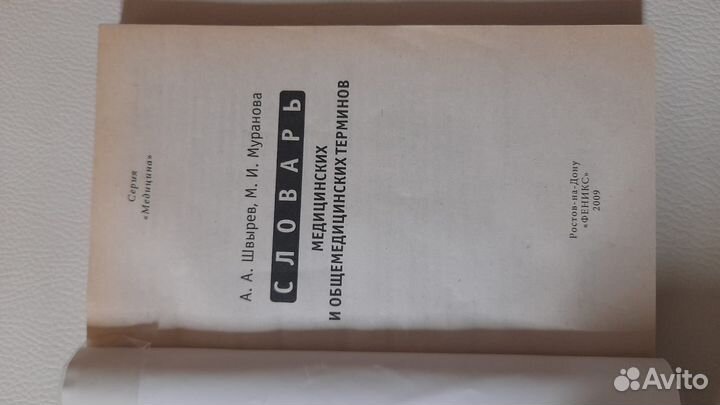 Серия
«Медицина»
А. А. Швырев, М. И. Муранова
СЛОВАРЬ
МЕДИЦИНСКИХ
И ОБЩЕМЕДИЦИНСКИХ ТЕРМИНОВ
Ростов-на-Дону
«ФЕНИКС»
2009
Avito